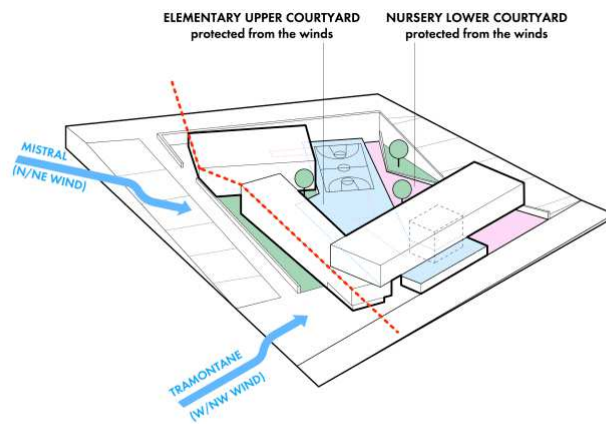 ELEMENTARY UPPER COURTYARD
protected from the winds
NURSERY LOWER COURTYARD
protected from the winds
MISTRAL
(N/NE WIND)
TRAMONTANE
(W/NW WIND)